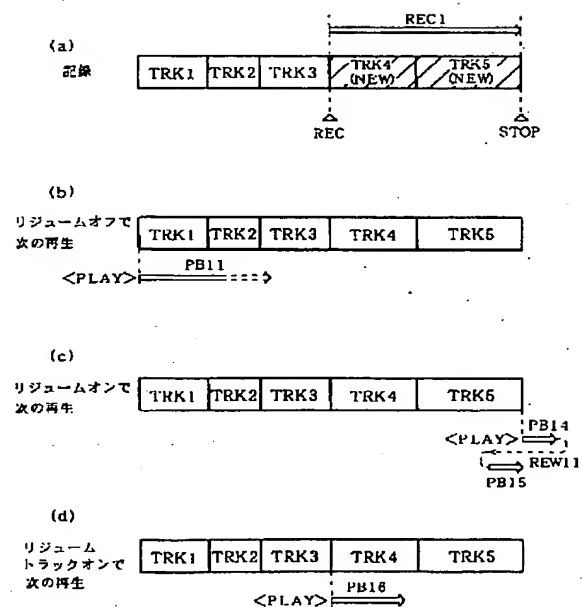 REC1
(a)
記録
TRK1 TRK2 TRK3 TRK4 (NEW) TRK5 (NEW)
REC STOP
(b)
リジュームオフで
次の再生
TRK1 TRK2 TRK3 TRK4 TRK5
<PLAY> PB11
(c)
リジュームオンで
次の再生
TRK1 TRK2 TRK3 TRK4 TRK5
<PLAY> PB14
REW11
PB15
(d)
リジューム
トラックオンで
次の再生
TRK1 TRK2 TRK3 TRK4 TRK5
<PLAY> PB16